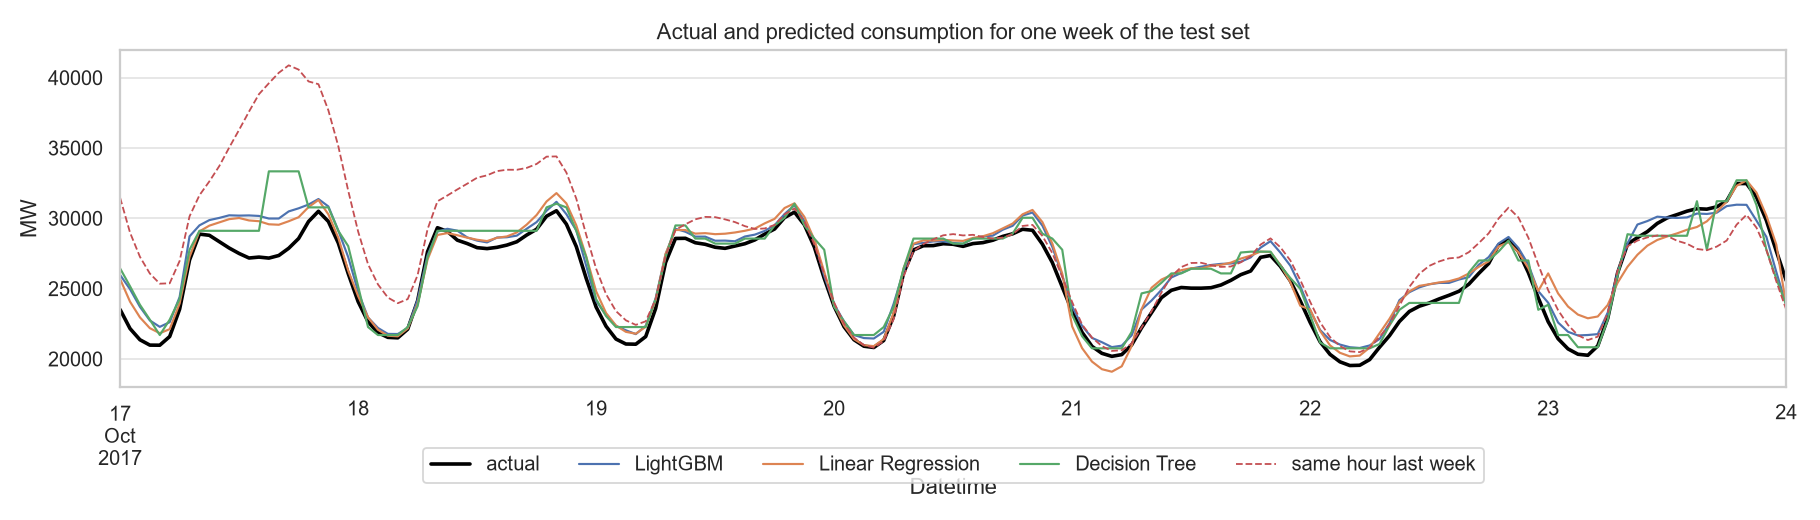 Actual and predicted consumption for one week of the test set
40000
35000
30000
25000
20000
MW
17 18 19 20 21 22 23 24
Oct
2017
actual LightGBM Linear Regression Decision Tree same hour last week
Datetime